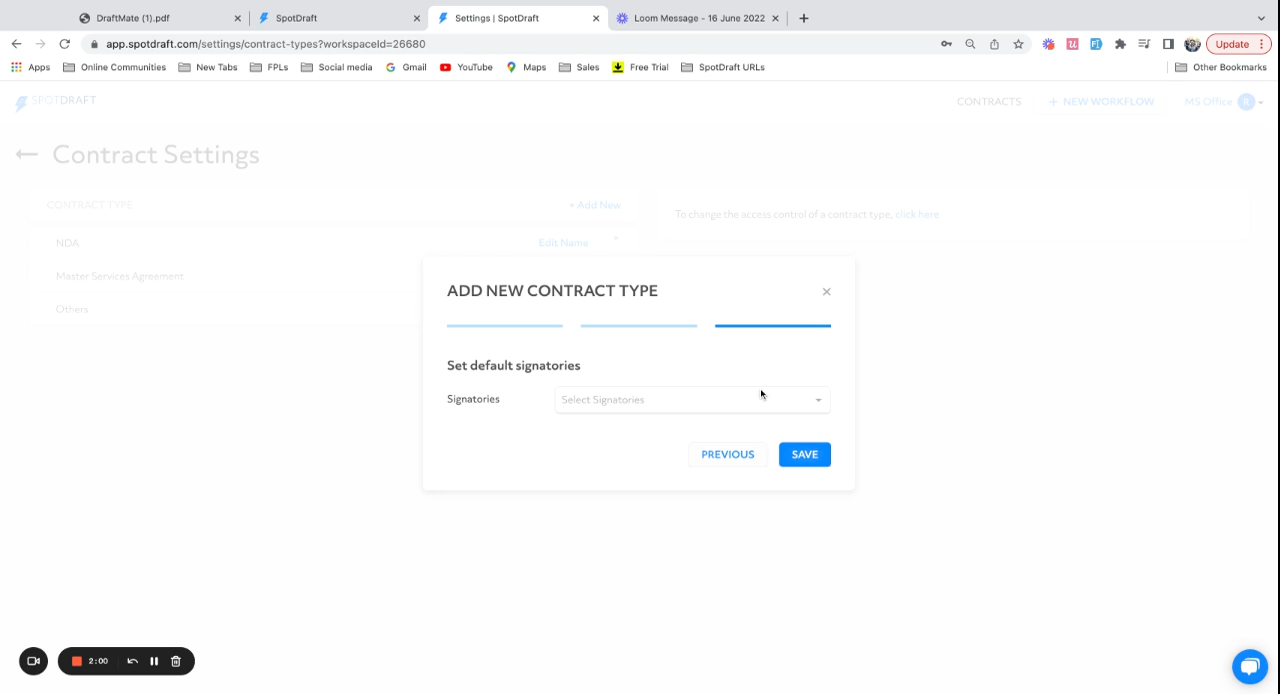 DraftMate (1).pdf
SpotDraft
Settings | SpotDraft
Loom Message - 16 June 2022
app.spotdraft.com/settings/contract-types?workspaceId=26680
Update
Apps
Online Communities
New Tabs
FPLs
Social media
Gmail
YouTube
Maps
Sales
Free Trial
SpotDraft URLs
Other Bookmarks
SPOTDRAFT
CONTRACTS
+ NEW WORKFLOW
MS Office
R
Contract Settings
CONTRACT TYPE
+ Add New
To change the access control of a contract type, click here.
NDA
Edit Name
Master Services Agreement
Others
ADD NEW CONTRACT TYPE
Set default signatories
Signatories
Select Signatories
PREVIOUS
SAVE
2:00